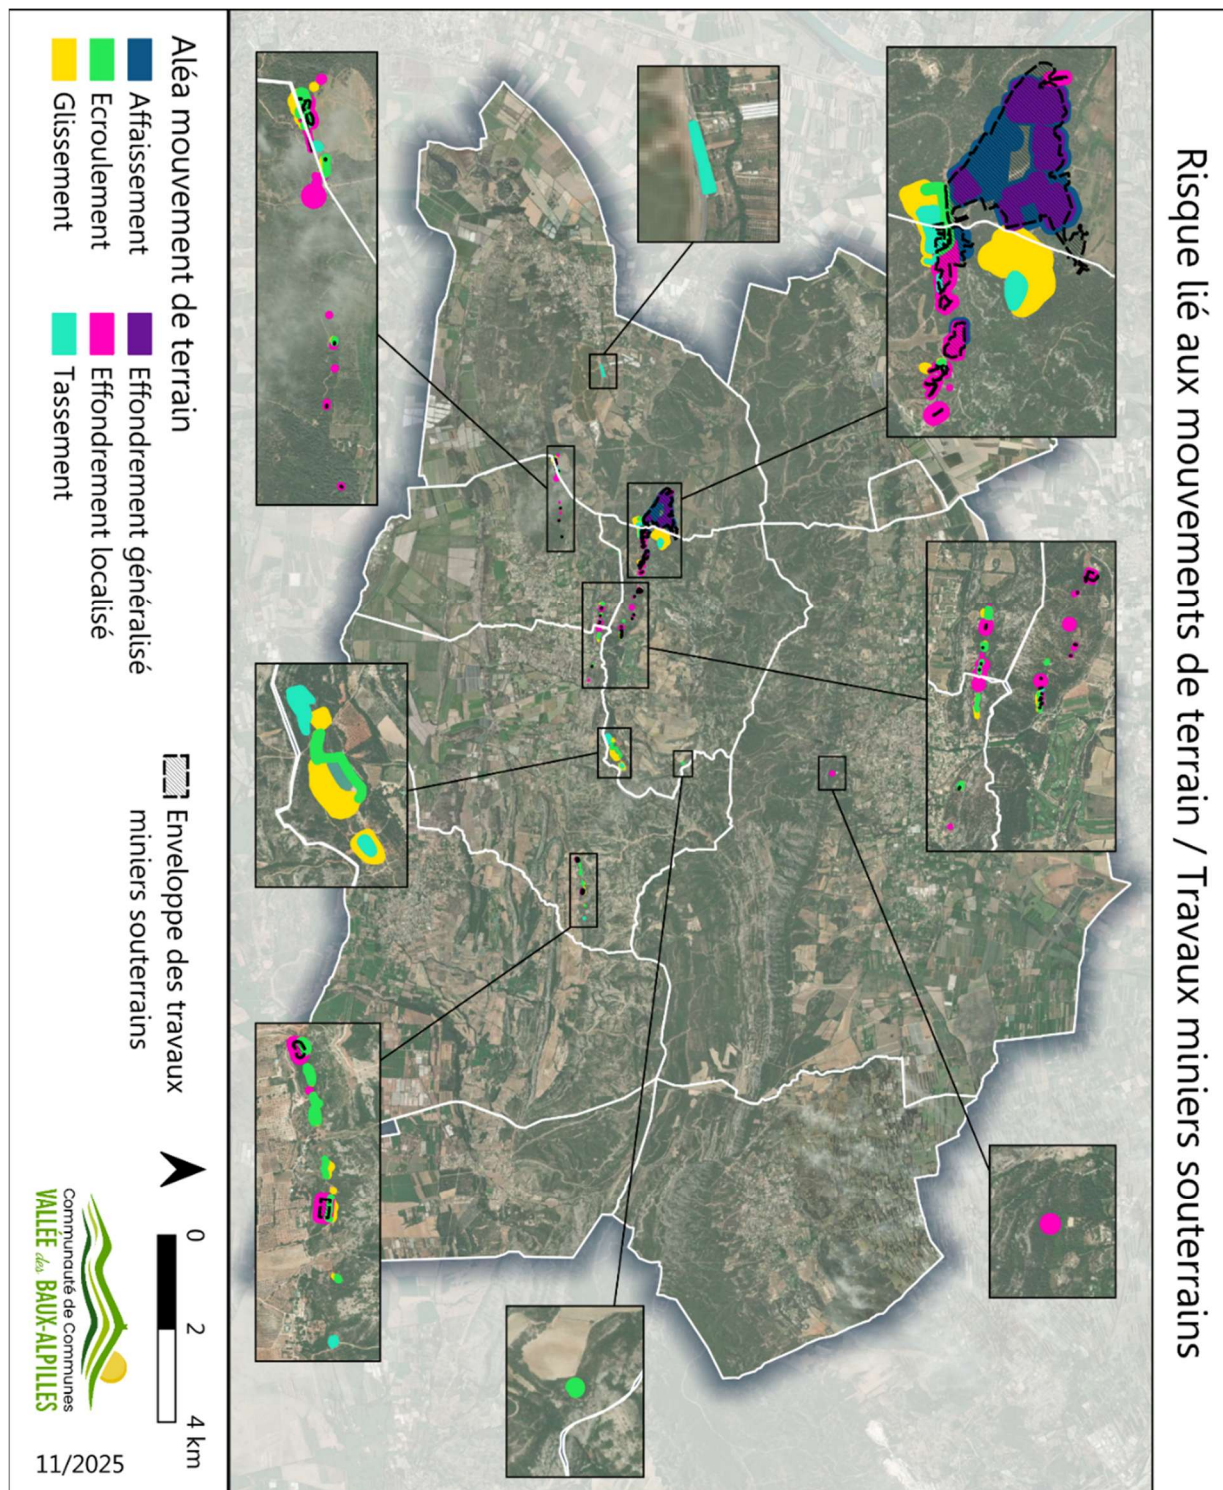 Risque lié aux mouvements de terrain / Travaux miniers souterrains
Aléa mouvement de terrain
Affaissement
Ecroulement
Glissement
Effondrement généralisé
Effondrement localisé
Tassement
Enveloppe des travaux
miniers souterrains
0 2 4 km
Communauté de Communes
VALLÉE des BAUX-ALPILLES
11/2025